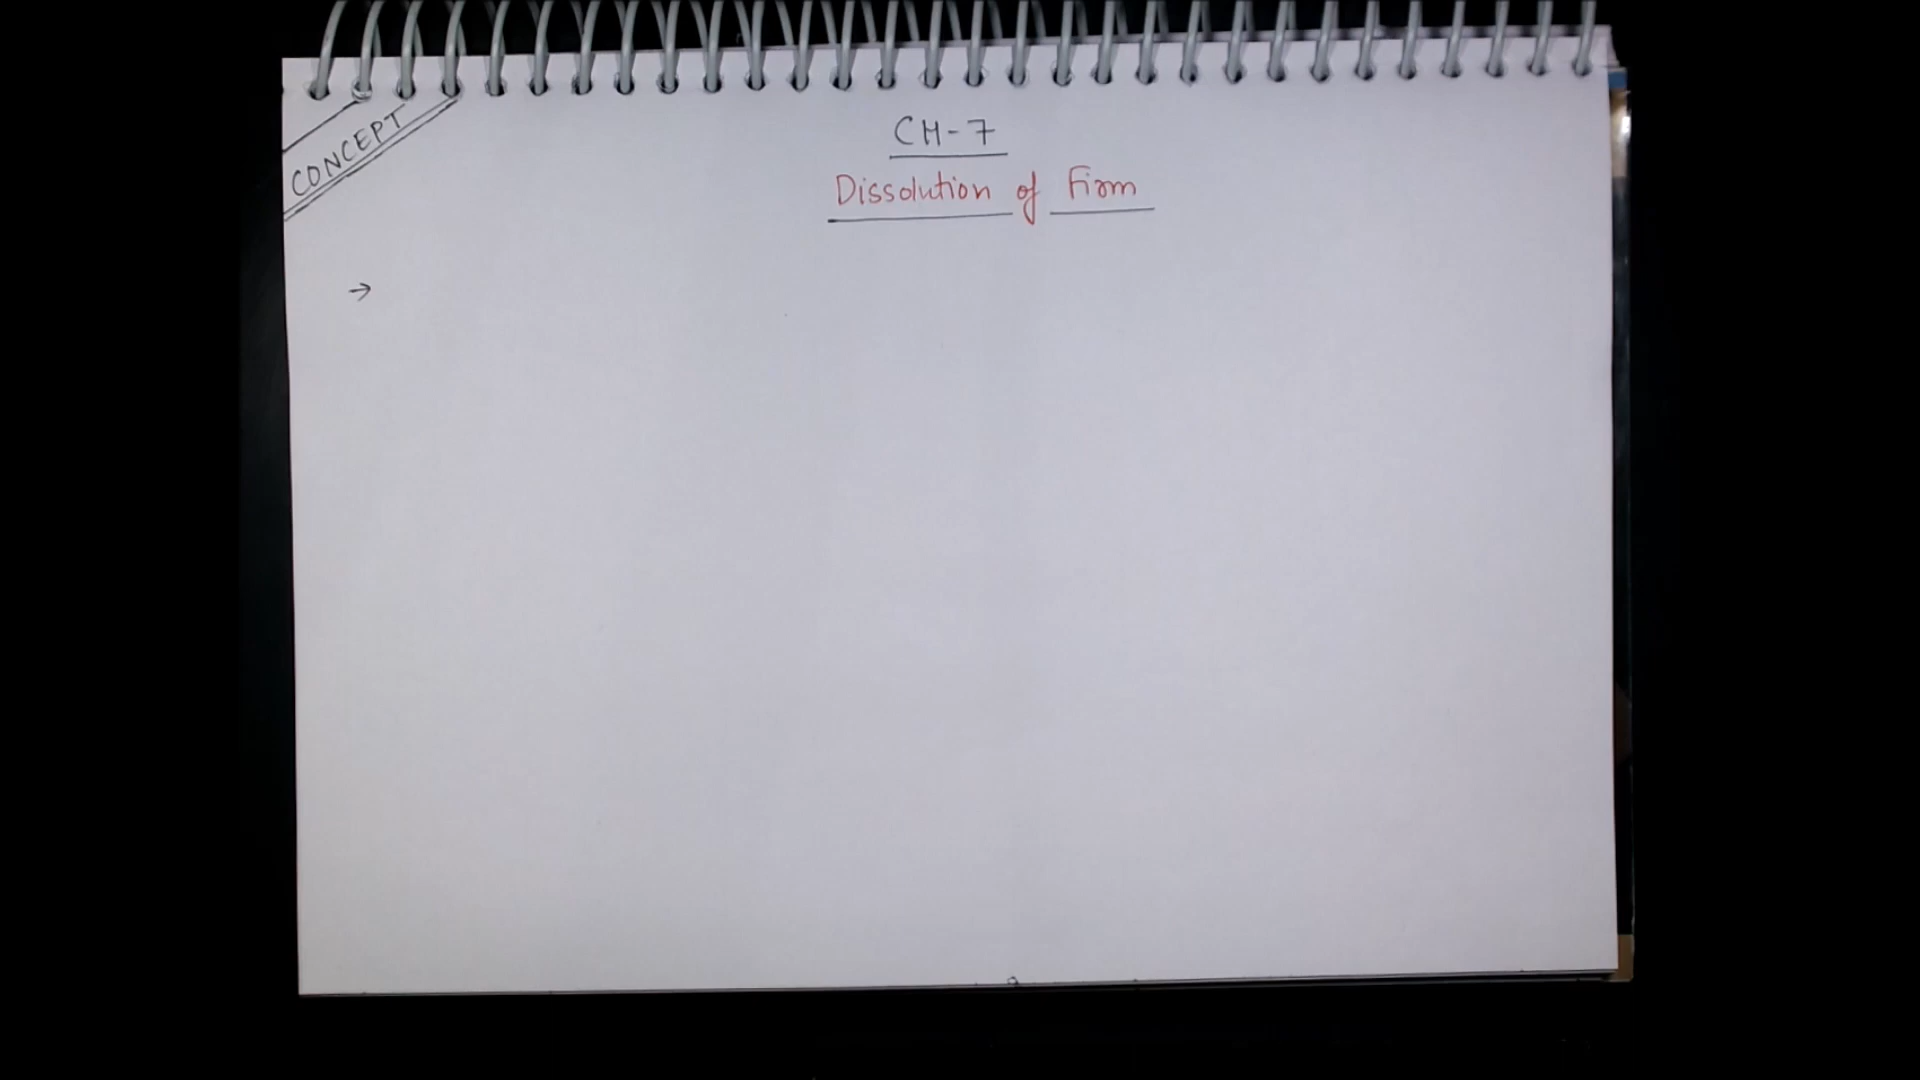 CONCEPT
CH-7
Dissolution of Firm
→